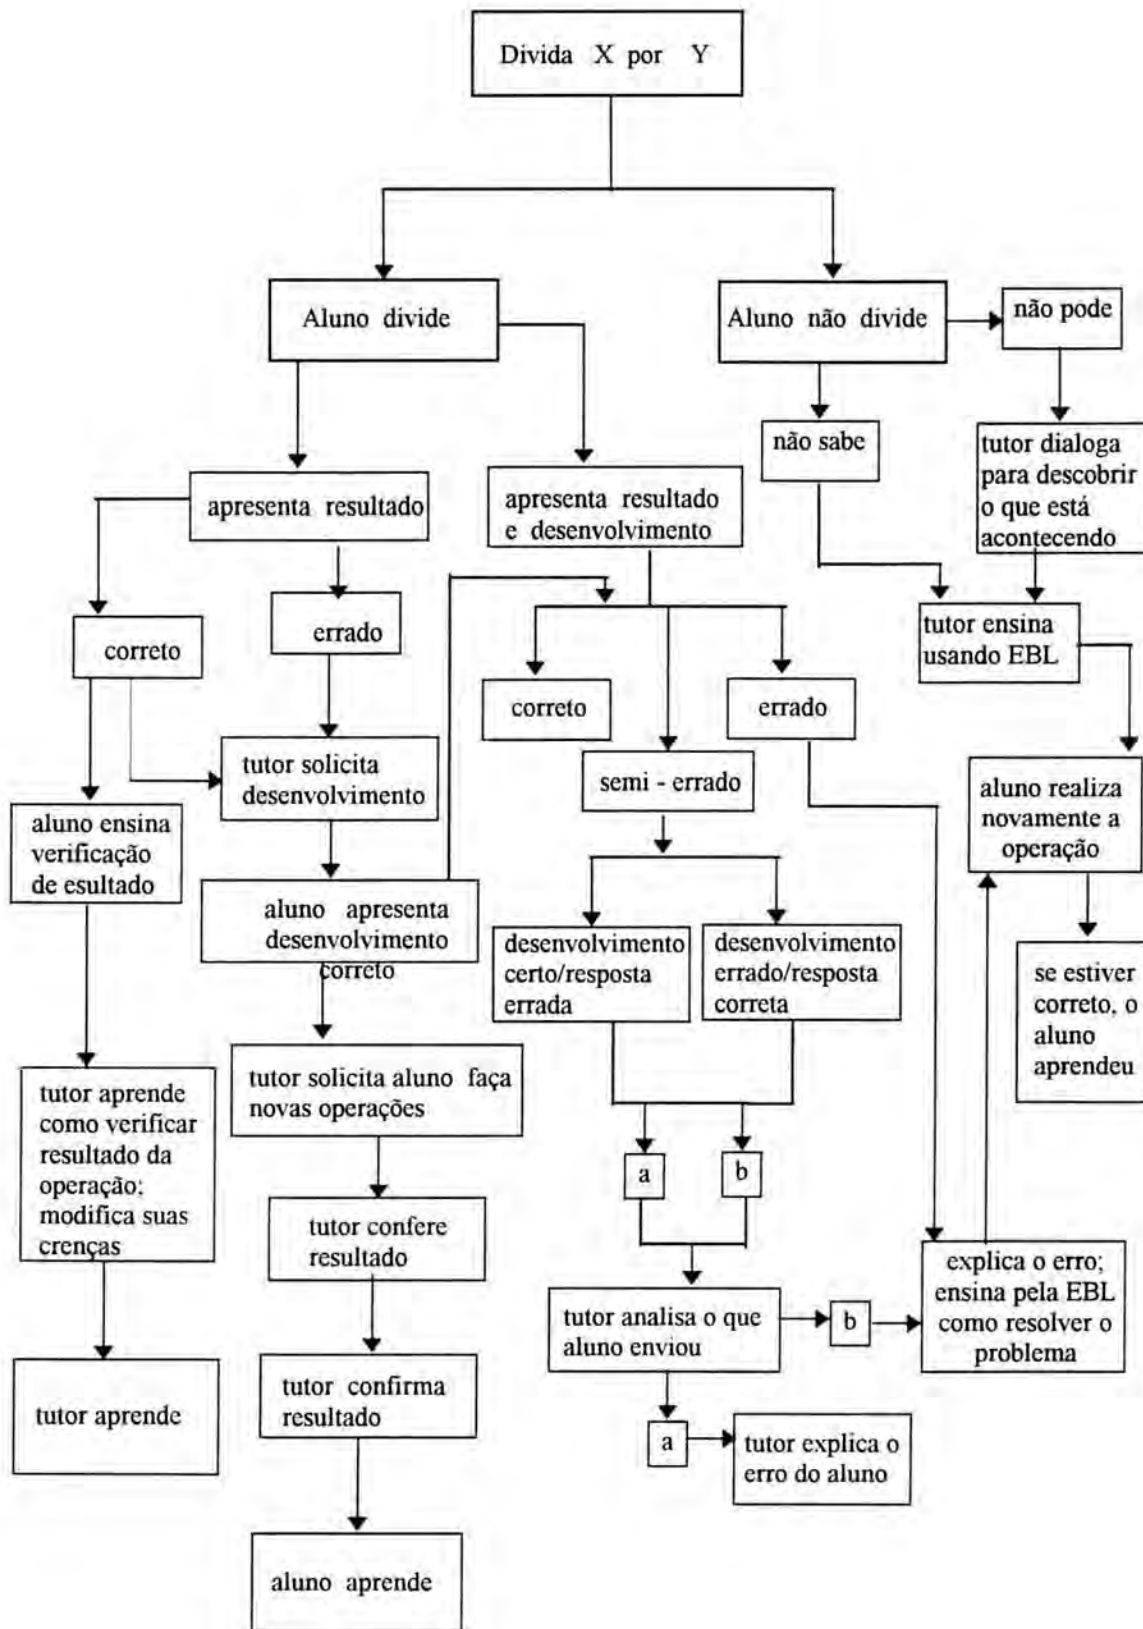 Divida X por Y
Aluno divide
Aluno não divide
não pode
não sabe
tutor dialoga
para descobrir
o que está
acontecendo
apresenta resultado
apresenta resultado
e desenvolvimento
correto
errado
tutor ensina
usando EBL
correto
errado
tutor solicita
desenvolvimento
semi - errado
aluno realiza
novamente a
operação
aluno ensina
verificação
de esultado
aluno apresenta
desenvolvimento
correto
desenvolvimento
certo/resposta
errada
desenvolvimento
errado/resposta
correta
se estiver
correto, o
aluno
aprendeu
tutor solicita aluno faça
novas operações
tutor aprende
como verificar
resultado da
operação;
modifica suas
crenças
a
b
tutor confere
resultado
explica o erro;
ensina pela EBL
como resolver o
problema
tutor analisa o que
aluno enviou
b
tutor aprende
tutor confirma
resultado
a
tutor explica o
erro do aluno
aluno aprende